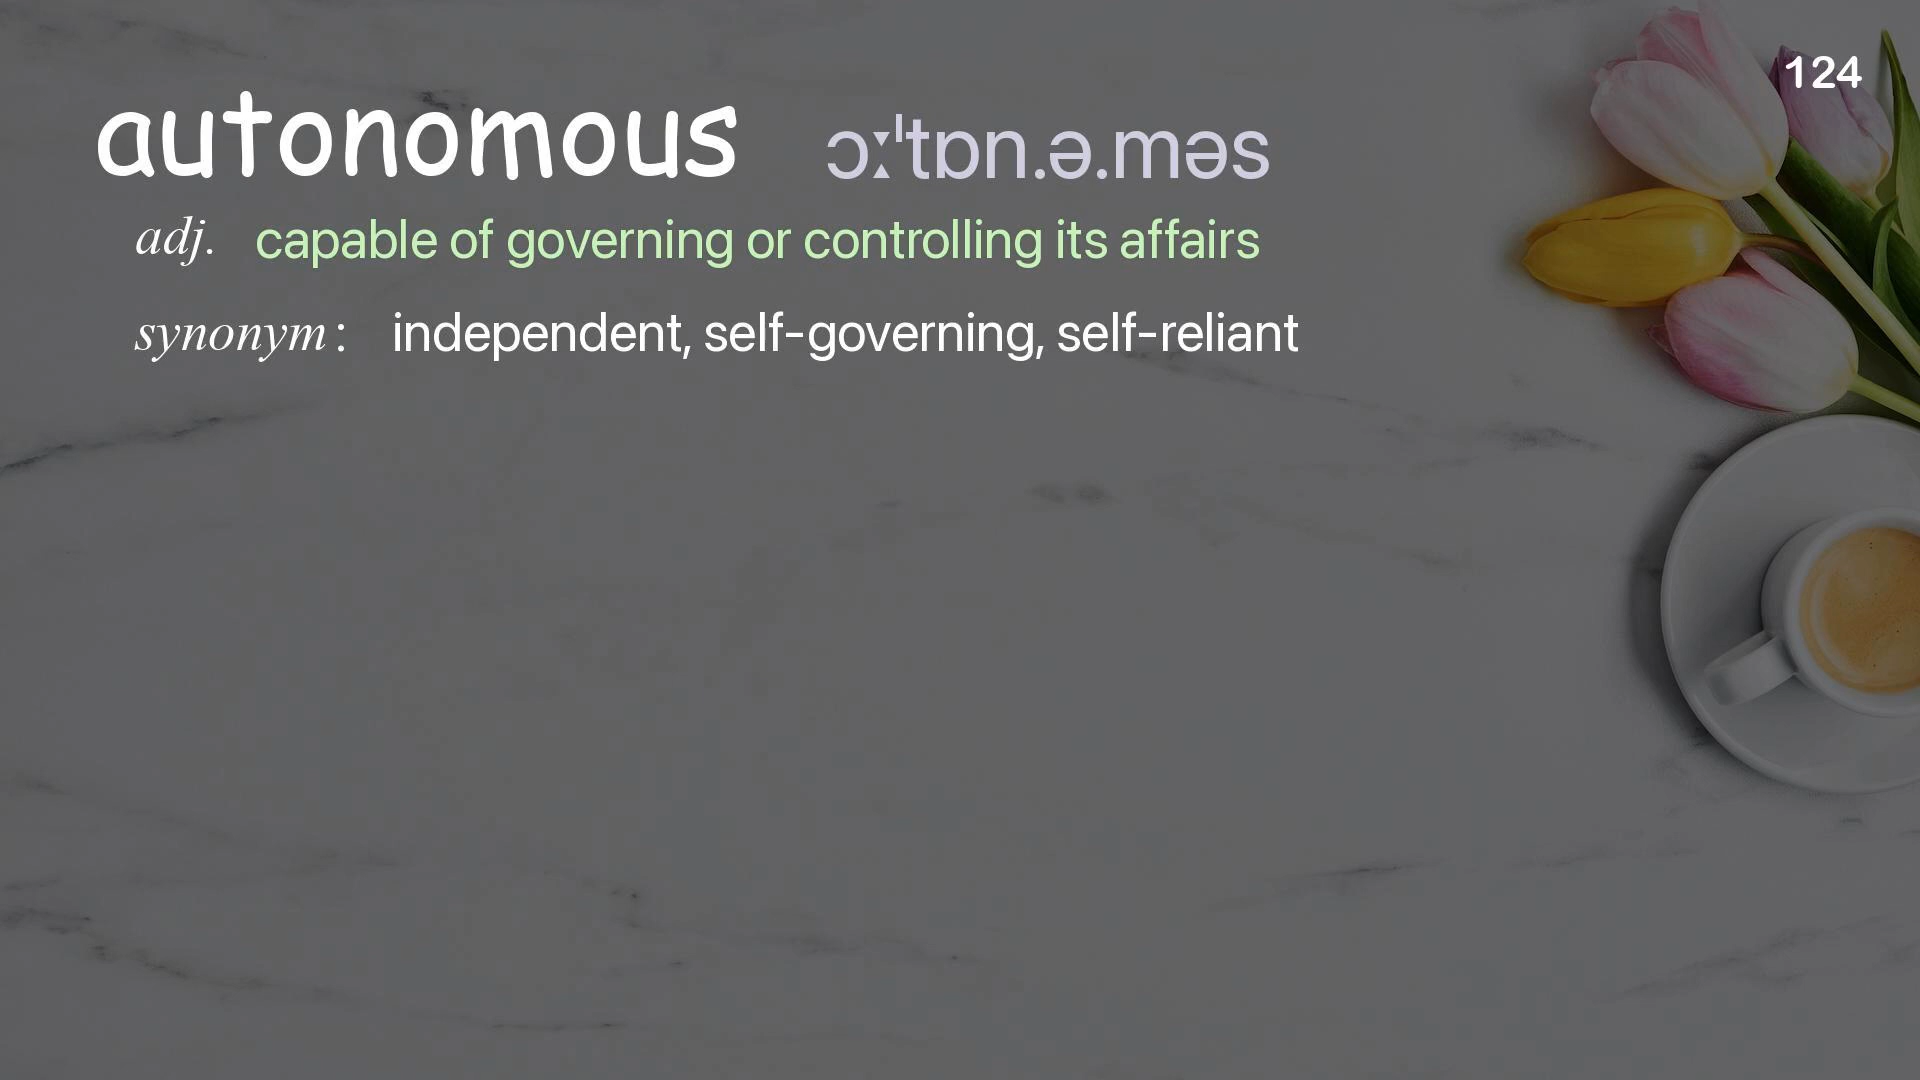 124
autonomous ɔːˈtɒn.ə.məs
adj. capable of governing or controlling its affairs
synonym: independent, self-governing, self-reliant